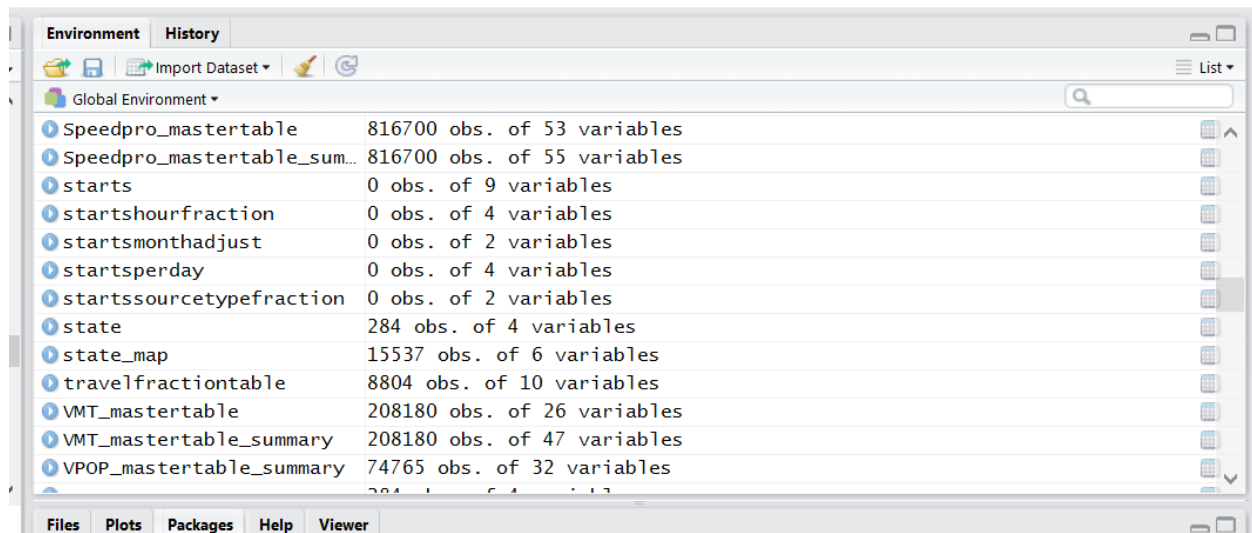 Environment History
Import Dataset List
Global Environment
Speedpro_mastertable 816700 obs. of 53 variables
Speedpro_mastertable_sum… 816700 obs. of 55 variables
starts 0 obs. of 9 variables
startshourfraction 0 obs. of 4 variables
startsmonthadjust 0 obs. of 2 variables
startsperday 0 obs. of 4 variables
startssourcetypefraction 0 obs. of 2 variables
state 284 obs. of 4 variables
state_map 15537 obs. of 6 variables
travelfractiontable 8804 obs. of 10 variables
VMT_mastertable 208180 obs. of 26 variables
VMT_mastertable_summary 208180 obs. of 47 variables
VPOP_mastertable_summary 74765 obs. of 32 variables
Files Plots Packages Help Viewer